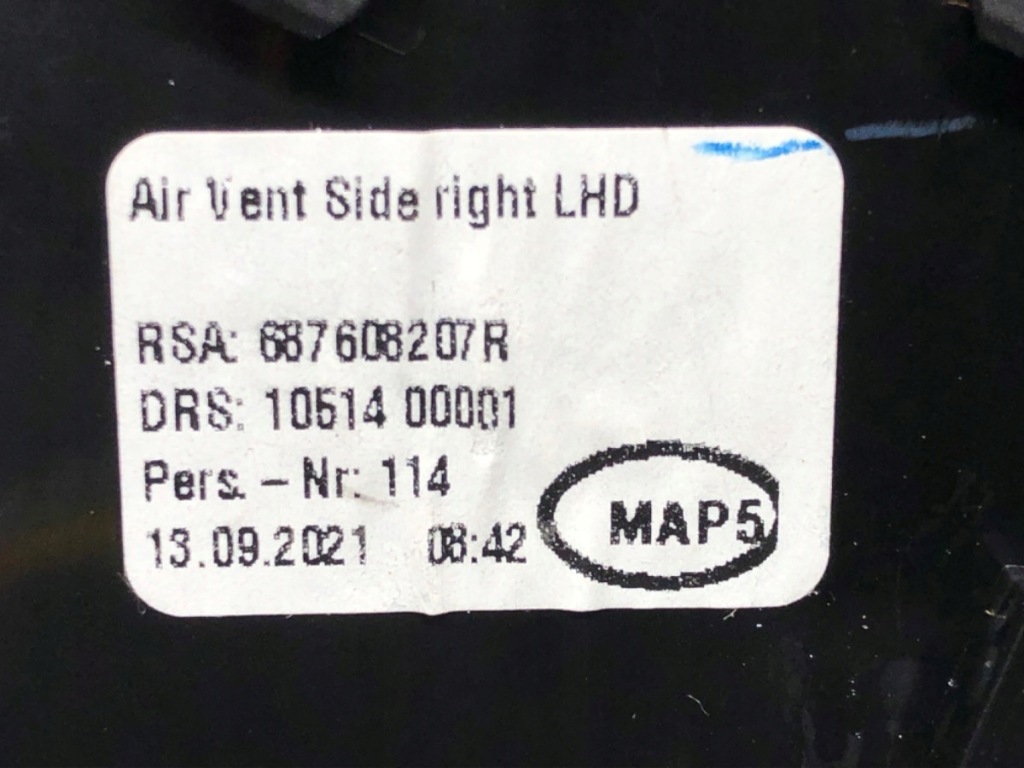 Air Vent Side right LHD
RSA: 687608207R
DRS: 10514 00001
Pers. - Nr: 114
13.09.2021 08:42
MAP5